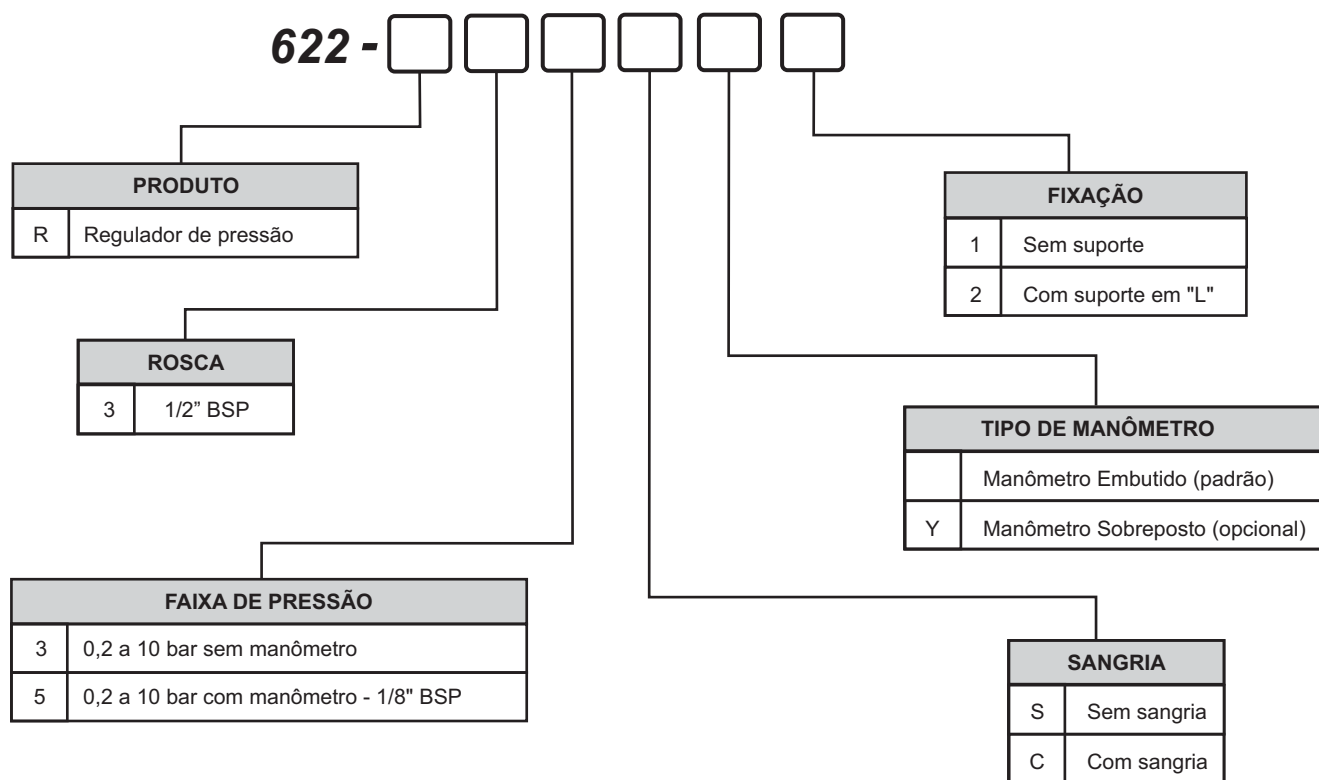 622 -
PRODUTO
R Regulador de pressão
ROSCA
3 1/2” BSP
FAIXA DE PRESSÃO
3 0,2 a 10 bar sem manômetro
5 0,2 a 10 bar com manômetro - 1/8" BSP
FIXAÇÃO
1 Sem suporte
2 Com suporte em "L"
TIPO DE MANÔMETRO
Manômetro Embutido (padrão)
Y Manômetro Sobreposto (opcional)
SANGRIA
S Sem sangria
C Com sangria